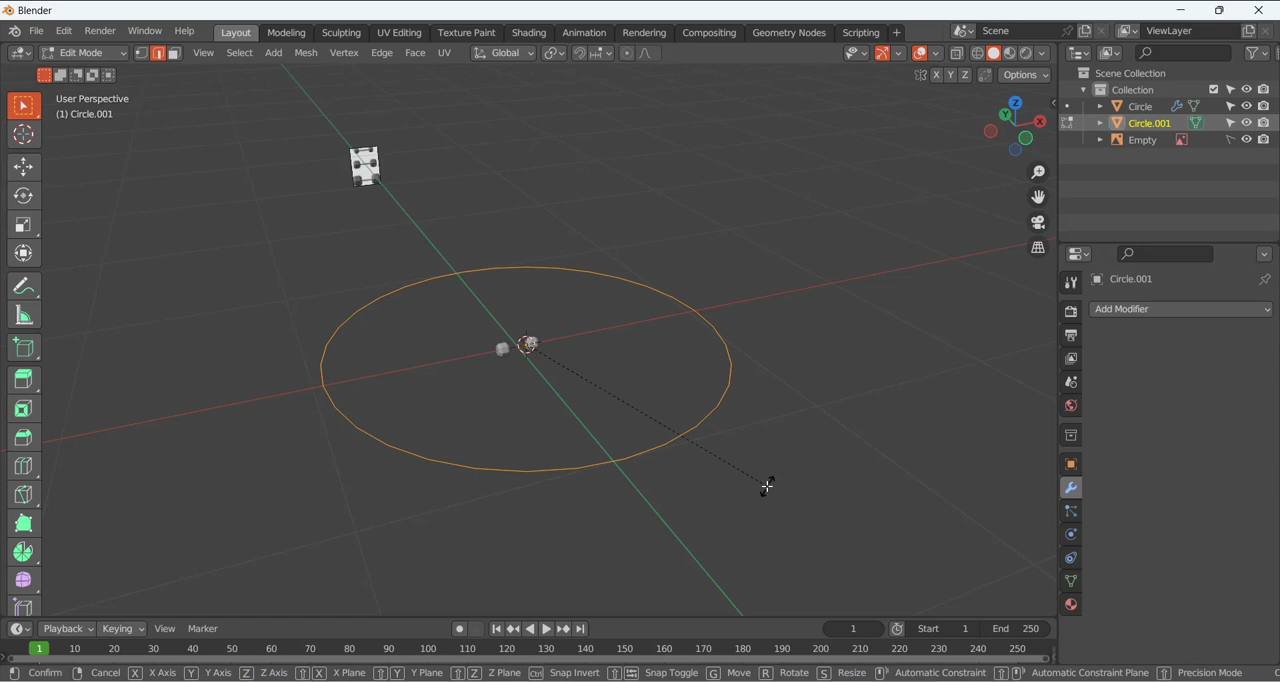 Blender
File Edit Render Window Help Layout Modeling Sculpting UV Editing Texture Paint Shading Animation Rendering Compositing Geometry Nodes Scripting + Scene ViewLayer
Edit Mode View Select Add Mesh Vertex Edge Face UV Global
X Y Z Options
User Perspective
(1) Circle.001
Z
Y X
Scene Collection
Collection
Circle
Circle.001
Empty
Circle.001
Add Modifier
Playback Keying View Marker 1 Start 1 End 250
1 10 20 30 40 50 60 70 80 90 100 110 120 130 140 150 160 170 180 190 200 210 220 230 240 250
Confirm Cancel X X Axis Y Y Axis Z Z Axis X X Plane Y Y Plane Z Z Plane Ctrl Snap Invert Snap Toggle G Move R Rotate S Resize Automatic Constraint Automatic Constraint Plane Precision Mode